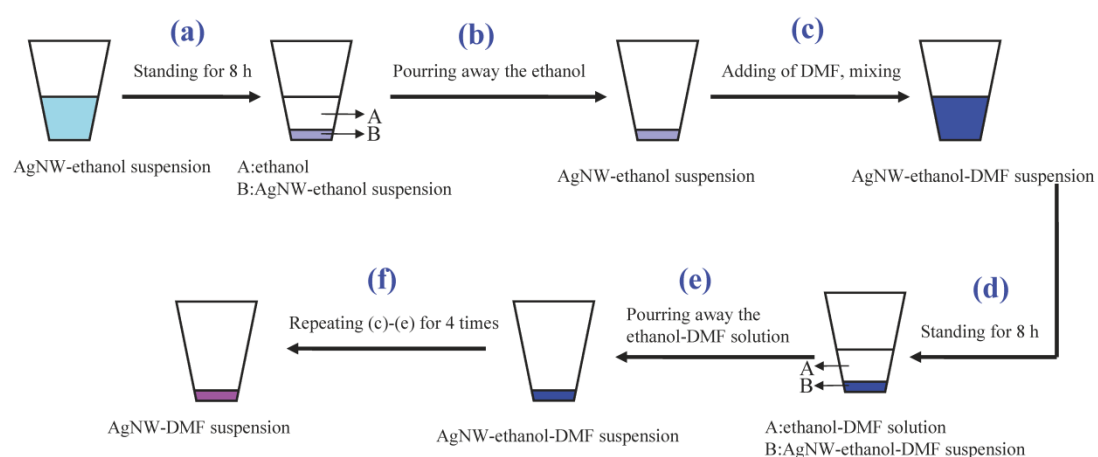 (a)
Standing for 8 h
(b)
Pourring away the ethanol
(c)
Adding of DMF, mixing
A
B
AgNW-ethanol suspension
A:ethanol
B:AgNW-ethanol suspension
AgNW-ethanol suspension
AgNW-ethanol-DMF suspension
(d)
Standing for 8 h
(e)
Pourring away the
ethanol-DMF solution
(f)
Repeating (c)-(e) for 4 times
A
B
A:ethanol-DMF solution
B:AgNW-ethanol-DMF suspension
AgNW-ethanol-DMF suspension
AgNW-DMF suspension